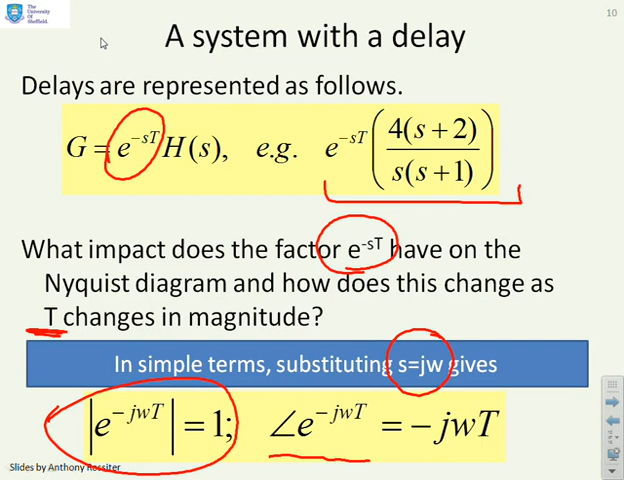 The
University
Of
Sheffield.
10
A system with a delay
Delays are represented as follows.
G = e^{-sT} H(s),   e.g.   e^{-sT} ( 4(s + 2) / s(s + 1) )
What impact does the factor e^{-sT} have on the
Nyquist diagram and how does this change as
T changes in magnitude?
In simple terms, substituting s=jw gives
|e^{-jwT}| = 1;   ∠e^{-jwT} = -jwT
Slides by Anthony Rossiter